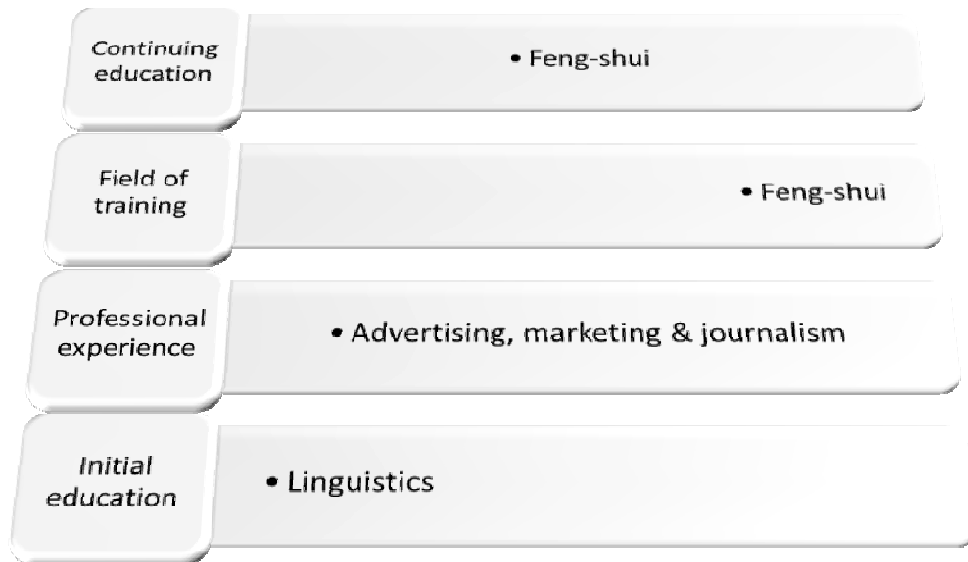 Continuing
education
• Feng-shui
Field of
training
• Feng-shui
Professional
experience
• Advertising, marketing & journalism
Initial
education
• Linguistics